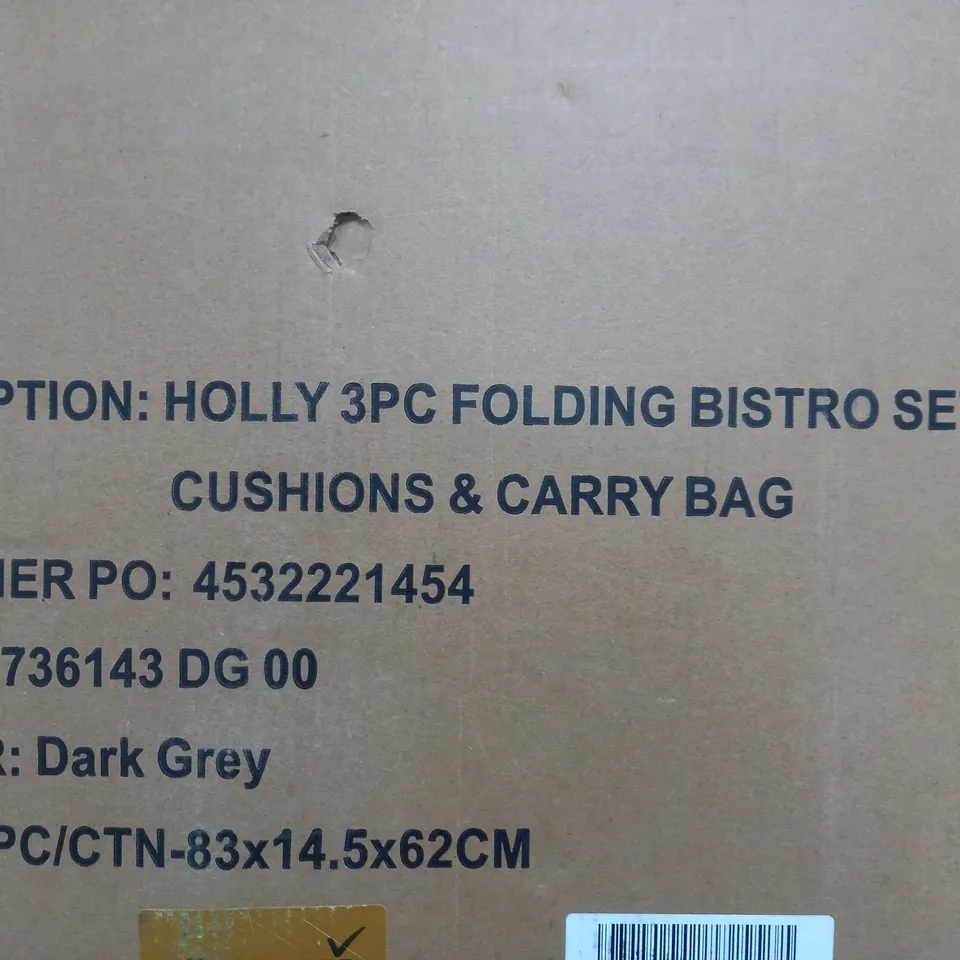 PTION: HOLLY 3PC FOLDING BISTRO SE
CUSHIONS & CARRY BAG
ER PO: 4532221454
736143 DG 00
R: Dark Grey
PC/CTN-83x14.5x62CM